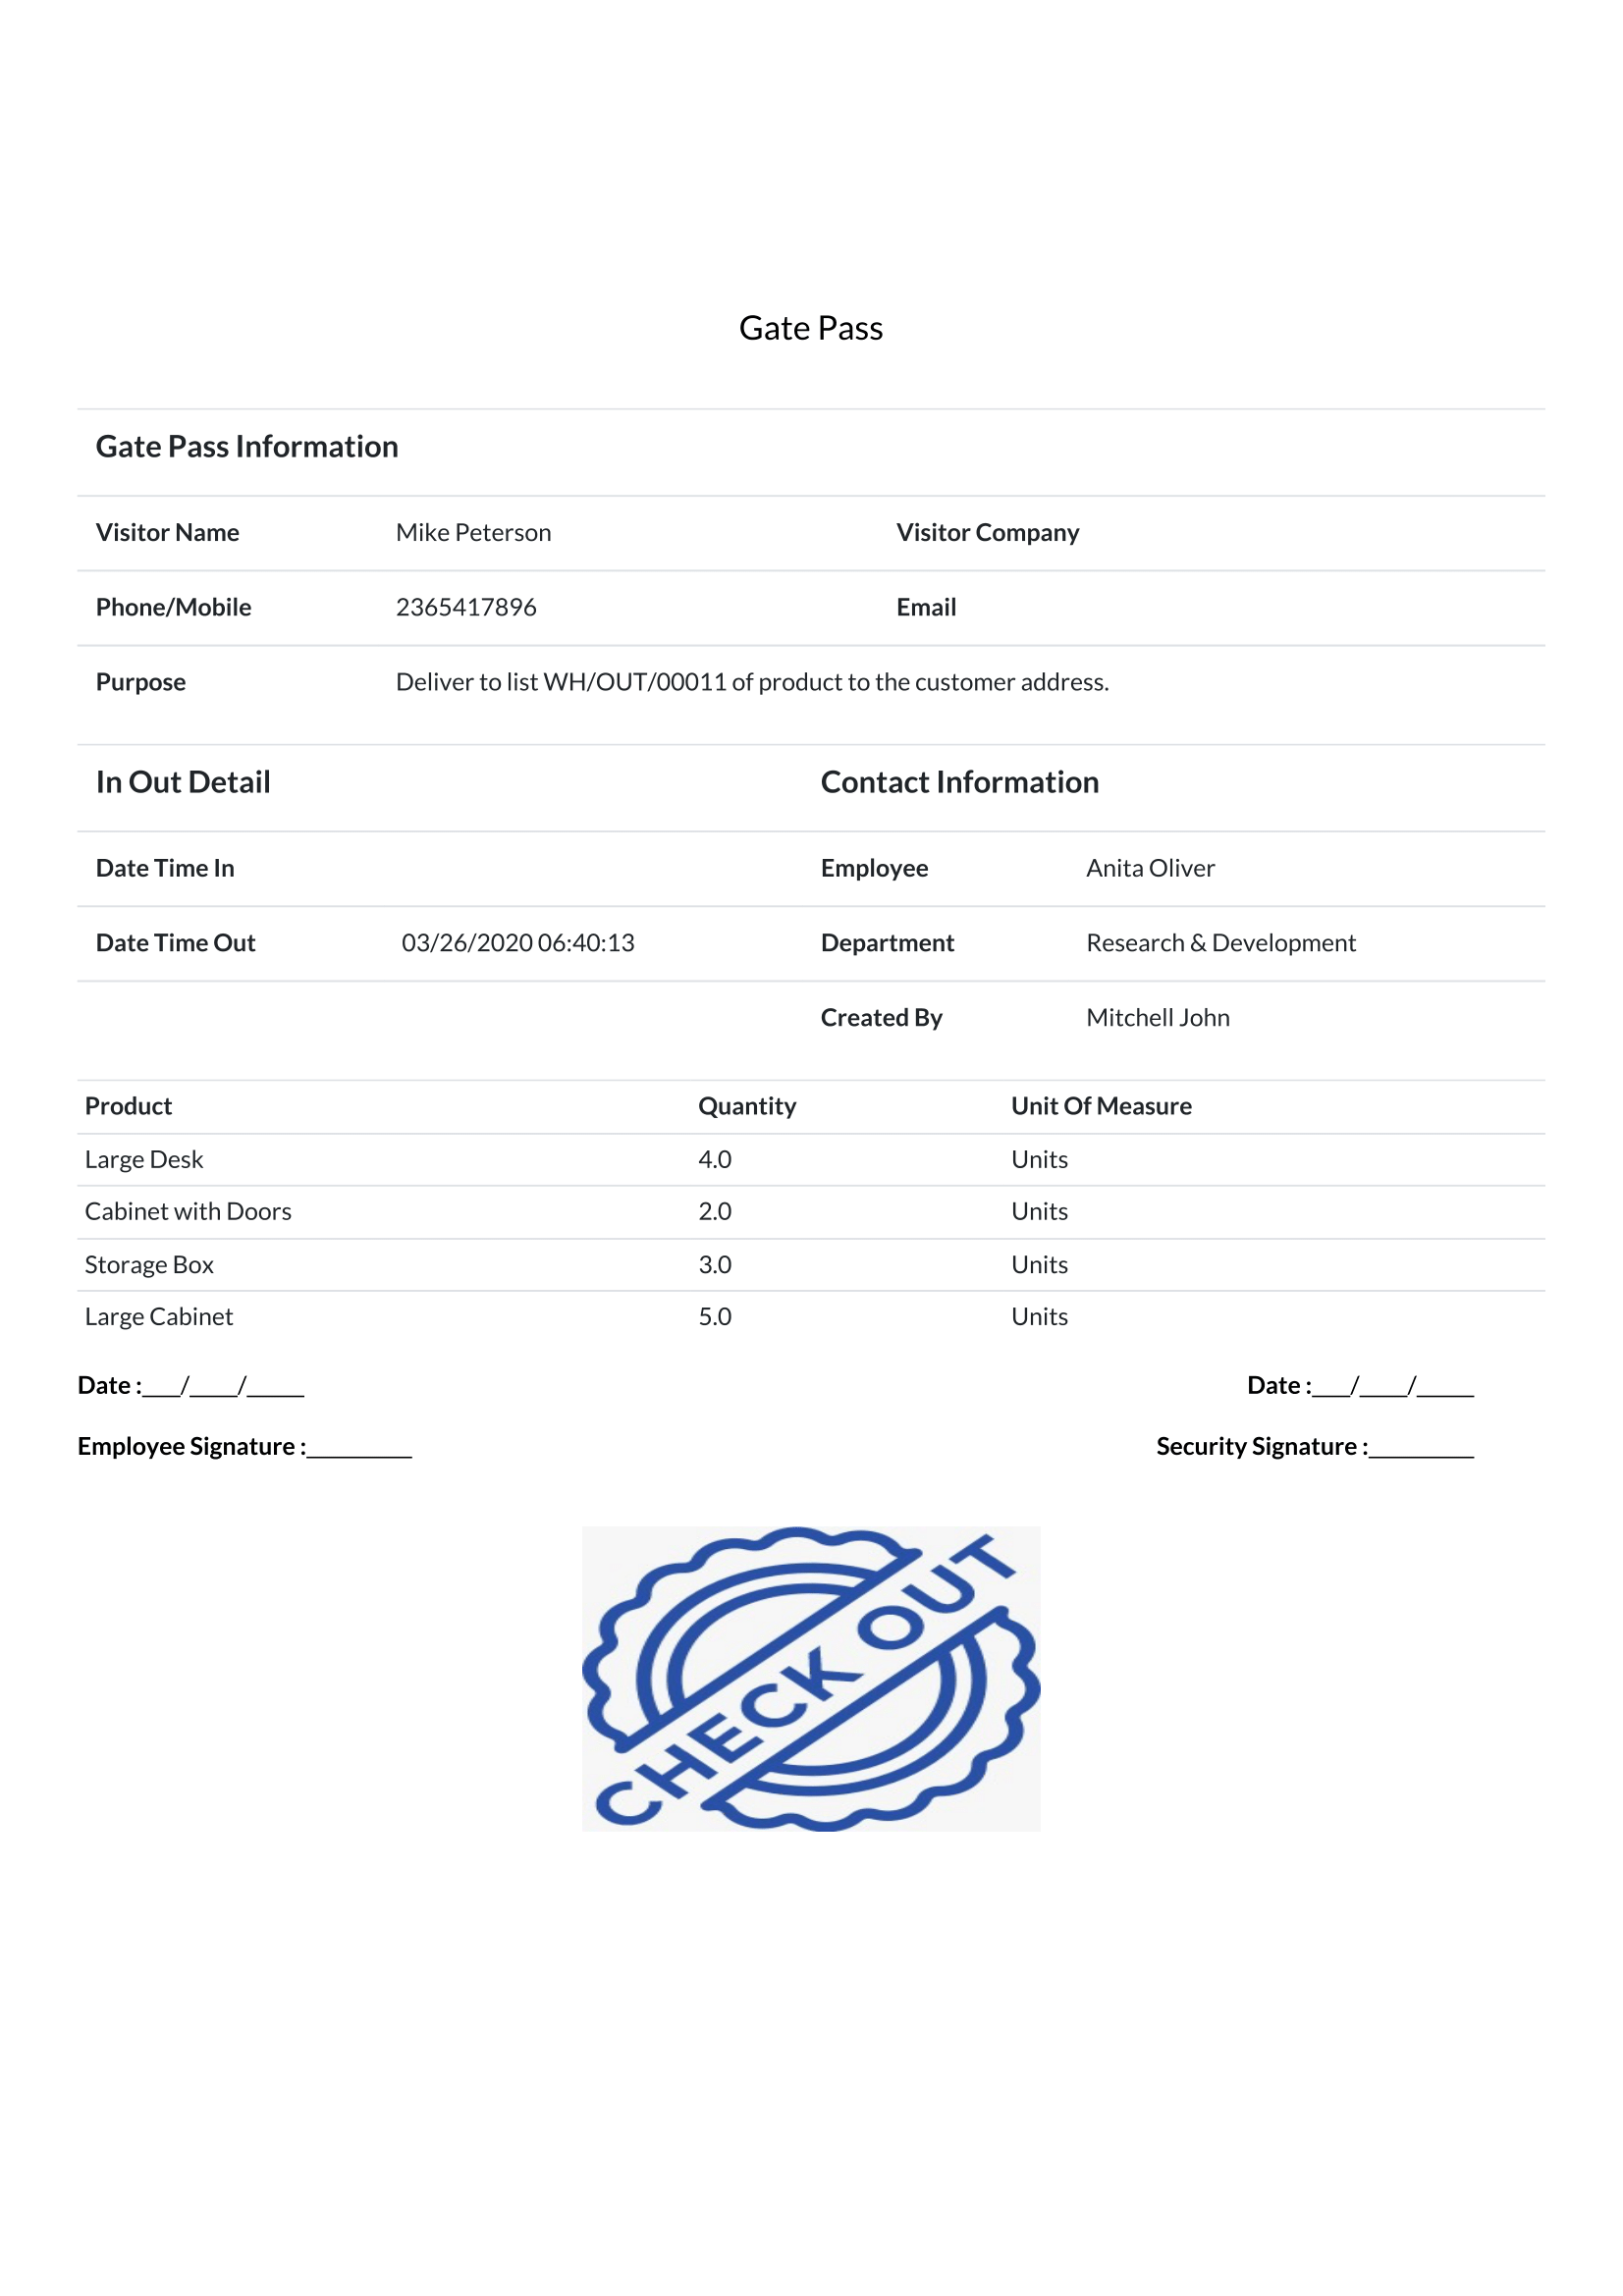 Gate Pass
Gate Pass Information
Visitor Name Mike Peterson Visitor Company
Phone/Mobile 2365417896 Email
Purpose Deliver to list WH/OUT/00011 of product to the customer address.
In Out Detail Contact Information
Date Time In Employee Anita Oliver
Date Time Out 03/26/2020 06:40:13 Department Research & Development
Created By Mitchell John
Product Quantity Unit Of Measure
Large Desk 4.0 Units
Cabinet with Doors 2.0 Units
Storage Box 3.0 Units
Large Cabinet 5.0 Units
Date :___/____/_____ Date :___/____/_____
Employee Signature :_________ Security Signature :_________
CHECK OUT